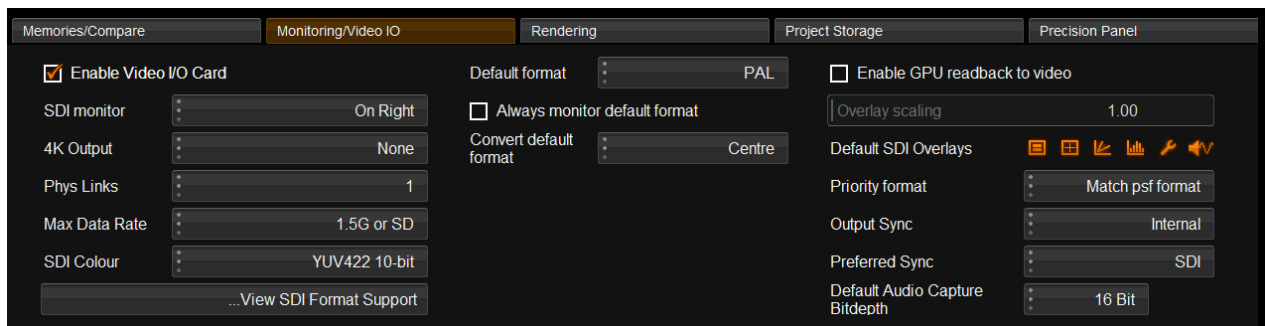 Memories/Compare
Monitoring/Video IO
Rendering
Project Storage
Precision Panel
Enable Video I/O Card
SDI monitor
On Right
4K Output
None
Phys Links
1
Max Data Rate
1.5G or SD
SDI Colour
YUV422 10-bit
...View SDI Format Support
Default format
PAL
Always monitor default format
Convert default
format
Centre
Enable GPU readback to video
Overlay scaling
1.00
Default SDI Overlays
Priority format
Match psf format
Output Sync
Internal
Preferred Sync
SDI
Default Audio Capture
Bitdepth
16 Bit